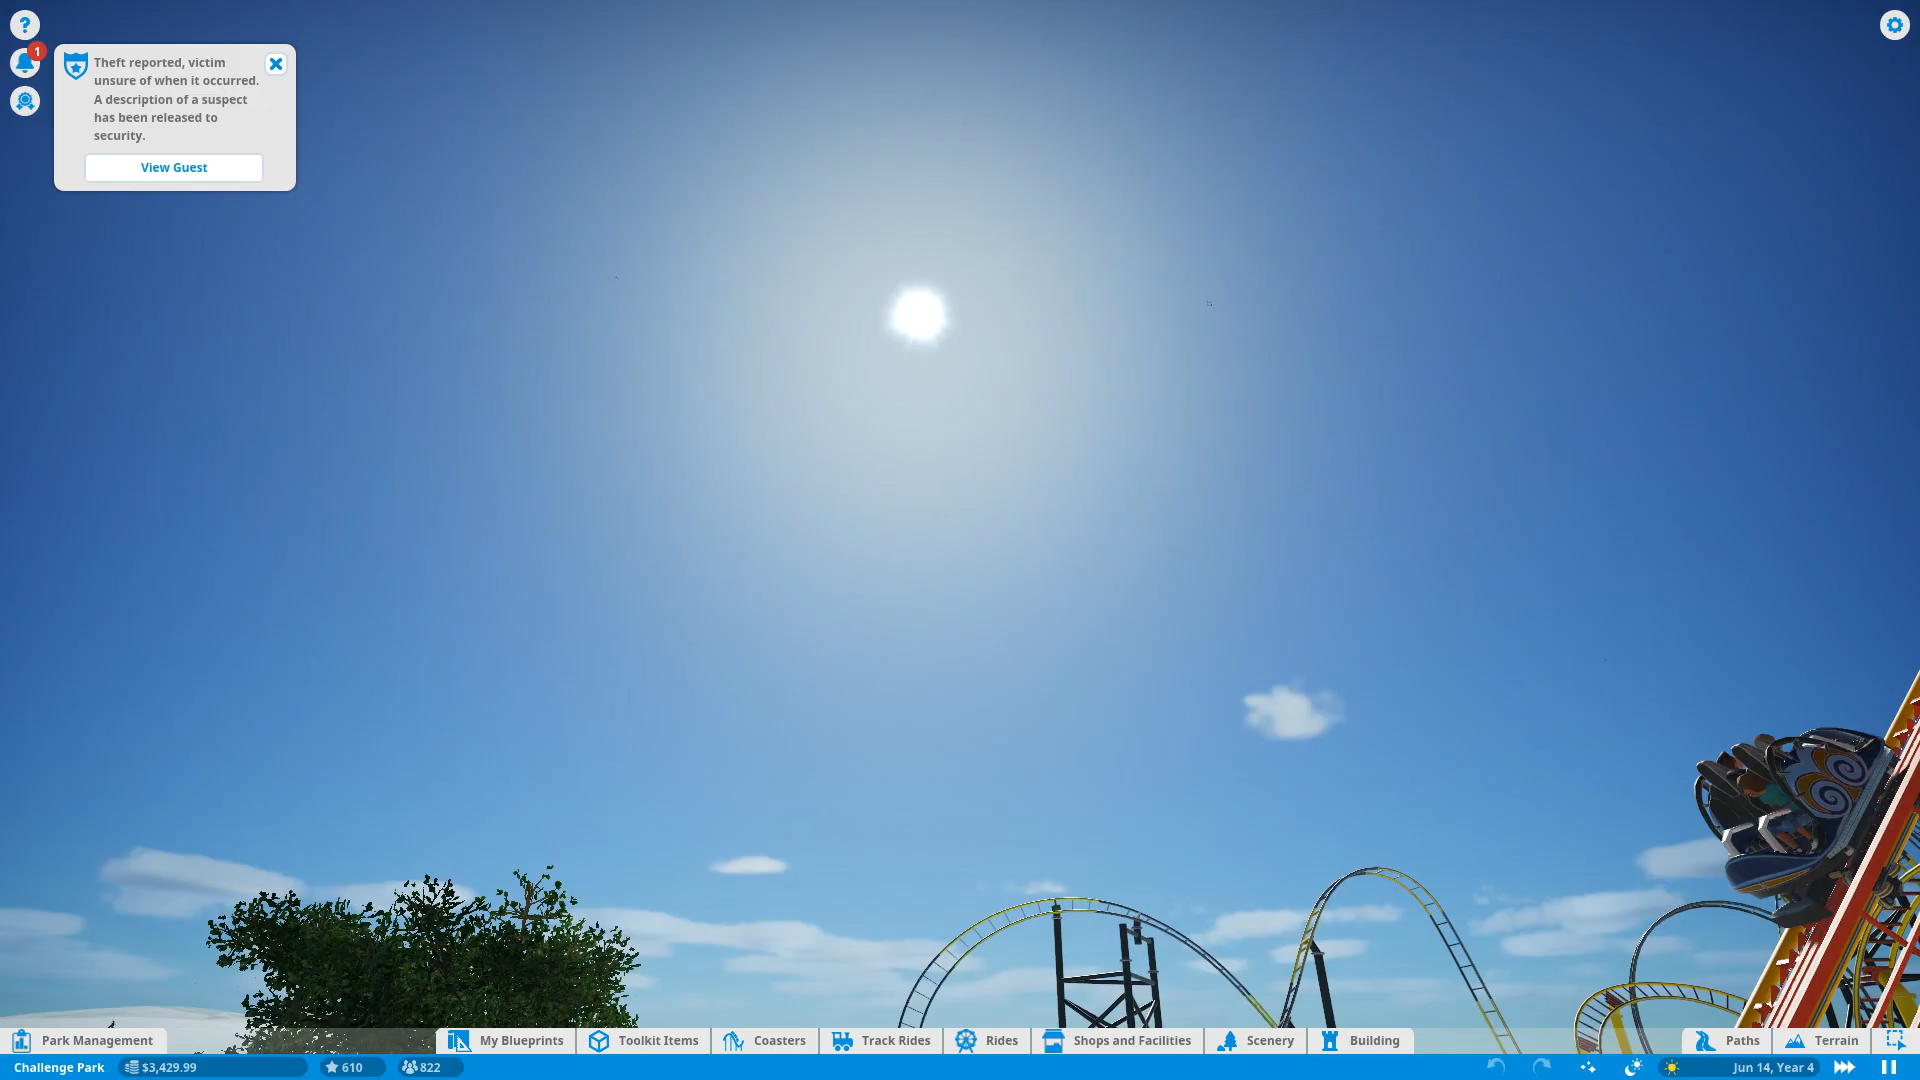 ?
1
Theft reported, victim
unsure of when it occurred.
A description of a suspect
has been released to
security.
View Guest
Park Management
My Blueprints
Toolkit Items
Coasters
Track Rides
Rides
Shops and Facilities
Scenery
Building
Paths
Terrain
Challenge Park
$3,429.99
610
822
Jun 14, Year 4